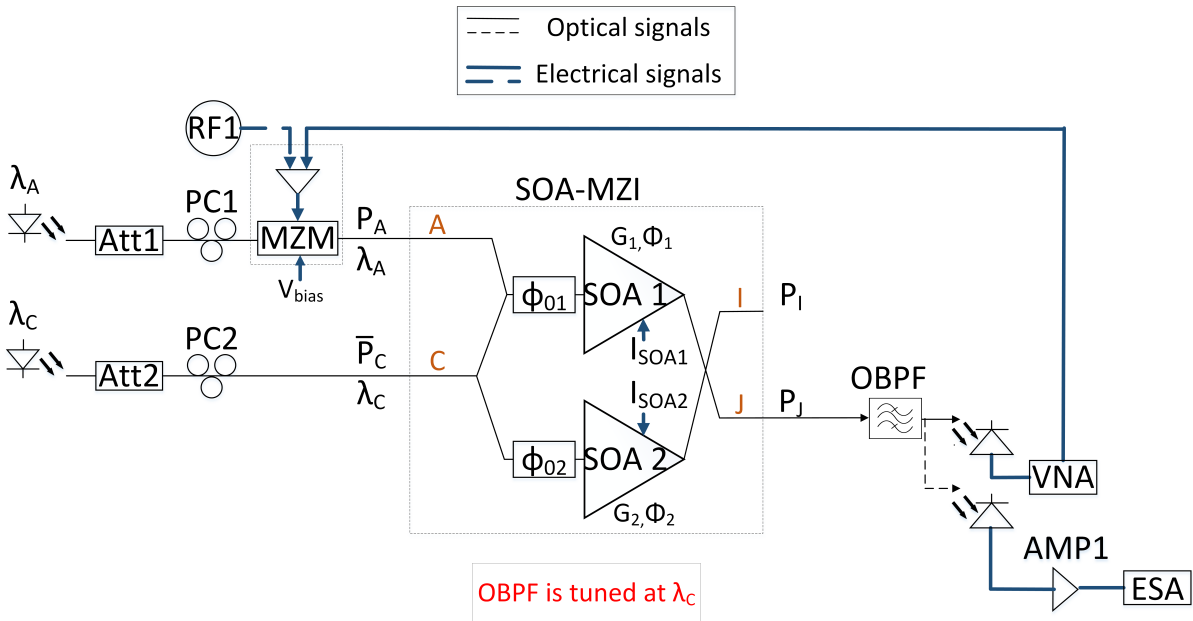 Optical signals
Electrical signals
RF1
λA
PC1
SOA-MZI
Att1
MZM
PA
λA
A
G1,Φ1
Vbias
ϕ01
SOA 1
I
PI
λC
PC2
P̅C
C
ISOA1
Att2
λC
ISOA2
J
PJ
OBPF
ϕ02
SOA 2
VNA
G2,Φ2
AMP1
OBPF is tuned at λC
ESA